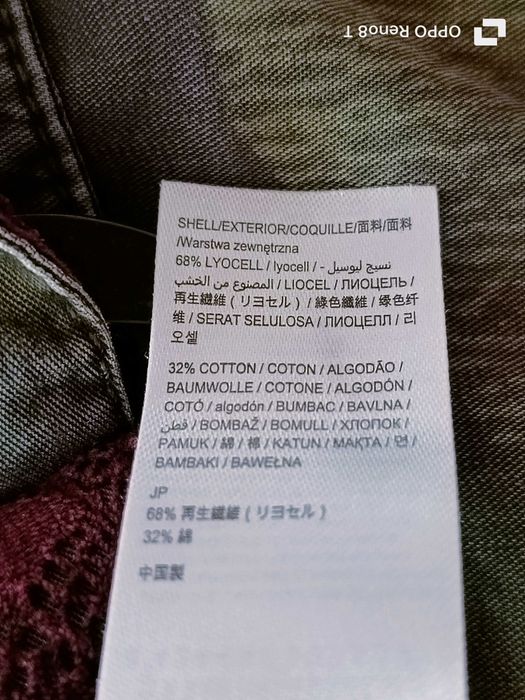 OPPO Reno8 T
SHELL/EXTERIOR/COQUILLE/面料/面料
/Warstwa zewnętrzna
68% LYOCELL / lyocell / - نسيج ليوسيل
المصنوع من الخشب / LIOCEL / ЛИОЦЕЛЬ /
再生繊維 ( リヨセル ) / 綠色纖維 / 绿色纤
维 / SERAT SELULOSA / ЛИОЦЕЛЛ / 리
오셀
32% COTTON / COTON / ALGODÃO /
BAUMWOLLE / COTONE / ALGODÓN /
COTÓ / algodón / BUMBAC / BAVLNA /
قطن / BOMBAŽ / BOMULL / ХЛОПОК /
PAMUK / 綿 / 棉 / KATUN / МАҚТА / 면 /
BAMBAKI / BAWEŁNA
JP
68% 再生繊維 ( リヨセル )
32% 綿
中国製